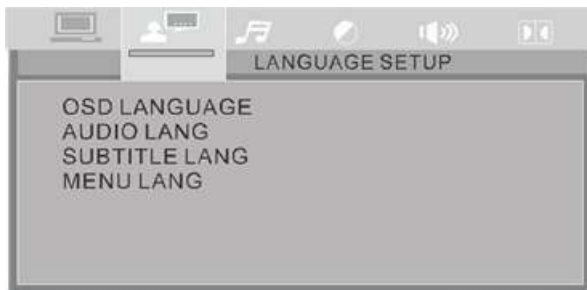 LANGUAGE SETUP
OSD LANGUAGE
AUDIO LANG
SUBTITLE LANG
MENU LANG